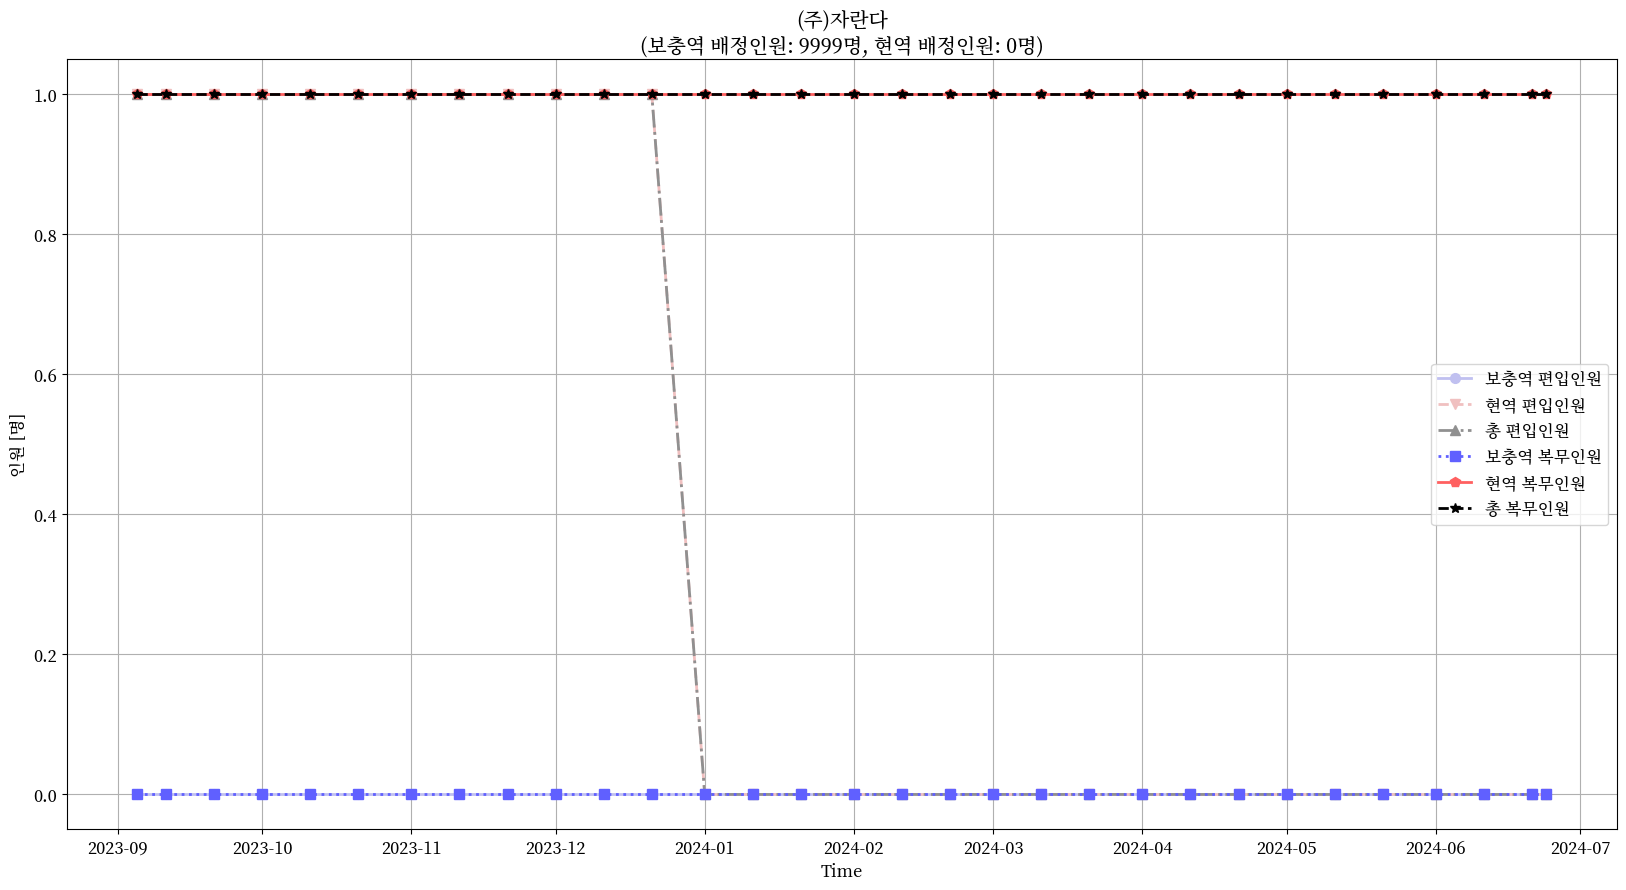 (주)자란다
(보충역 배정인원: 9999명, 현역 배정인원: 0명)
1.0
0.8
0.6
0.4
0.2
0.0
인원 [명]
보충역 편입인원
현역 편입인원
총 편입인원
보충역 복무인원
현역 복무인원
총 복무인원
2023-09 2023-10 2023-11 2023-12 2024-01 2024-02 2024-03 2024-04 2024-05 2024-06 2024-07
Time